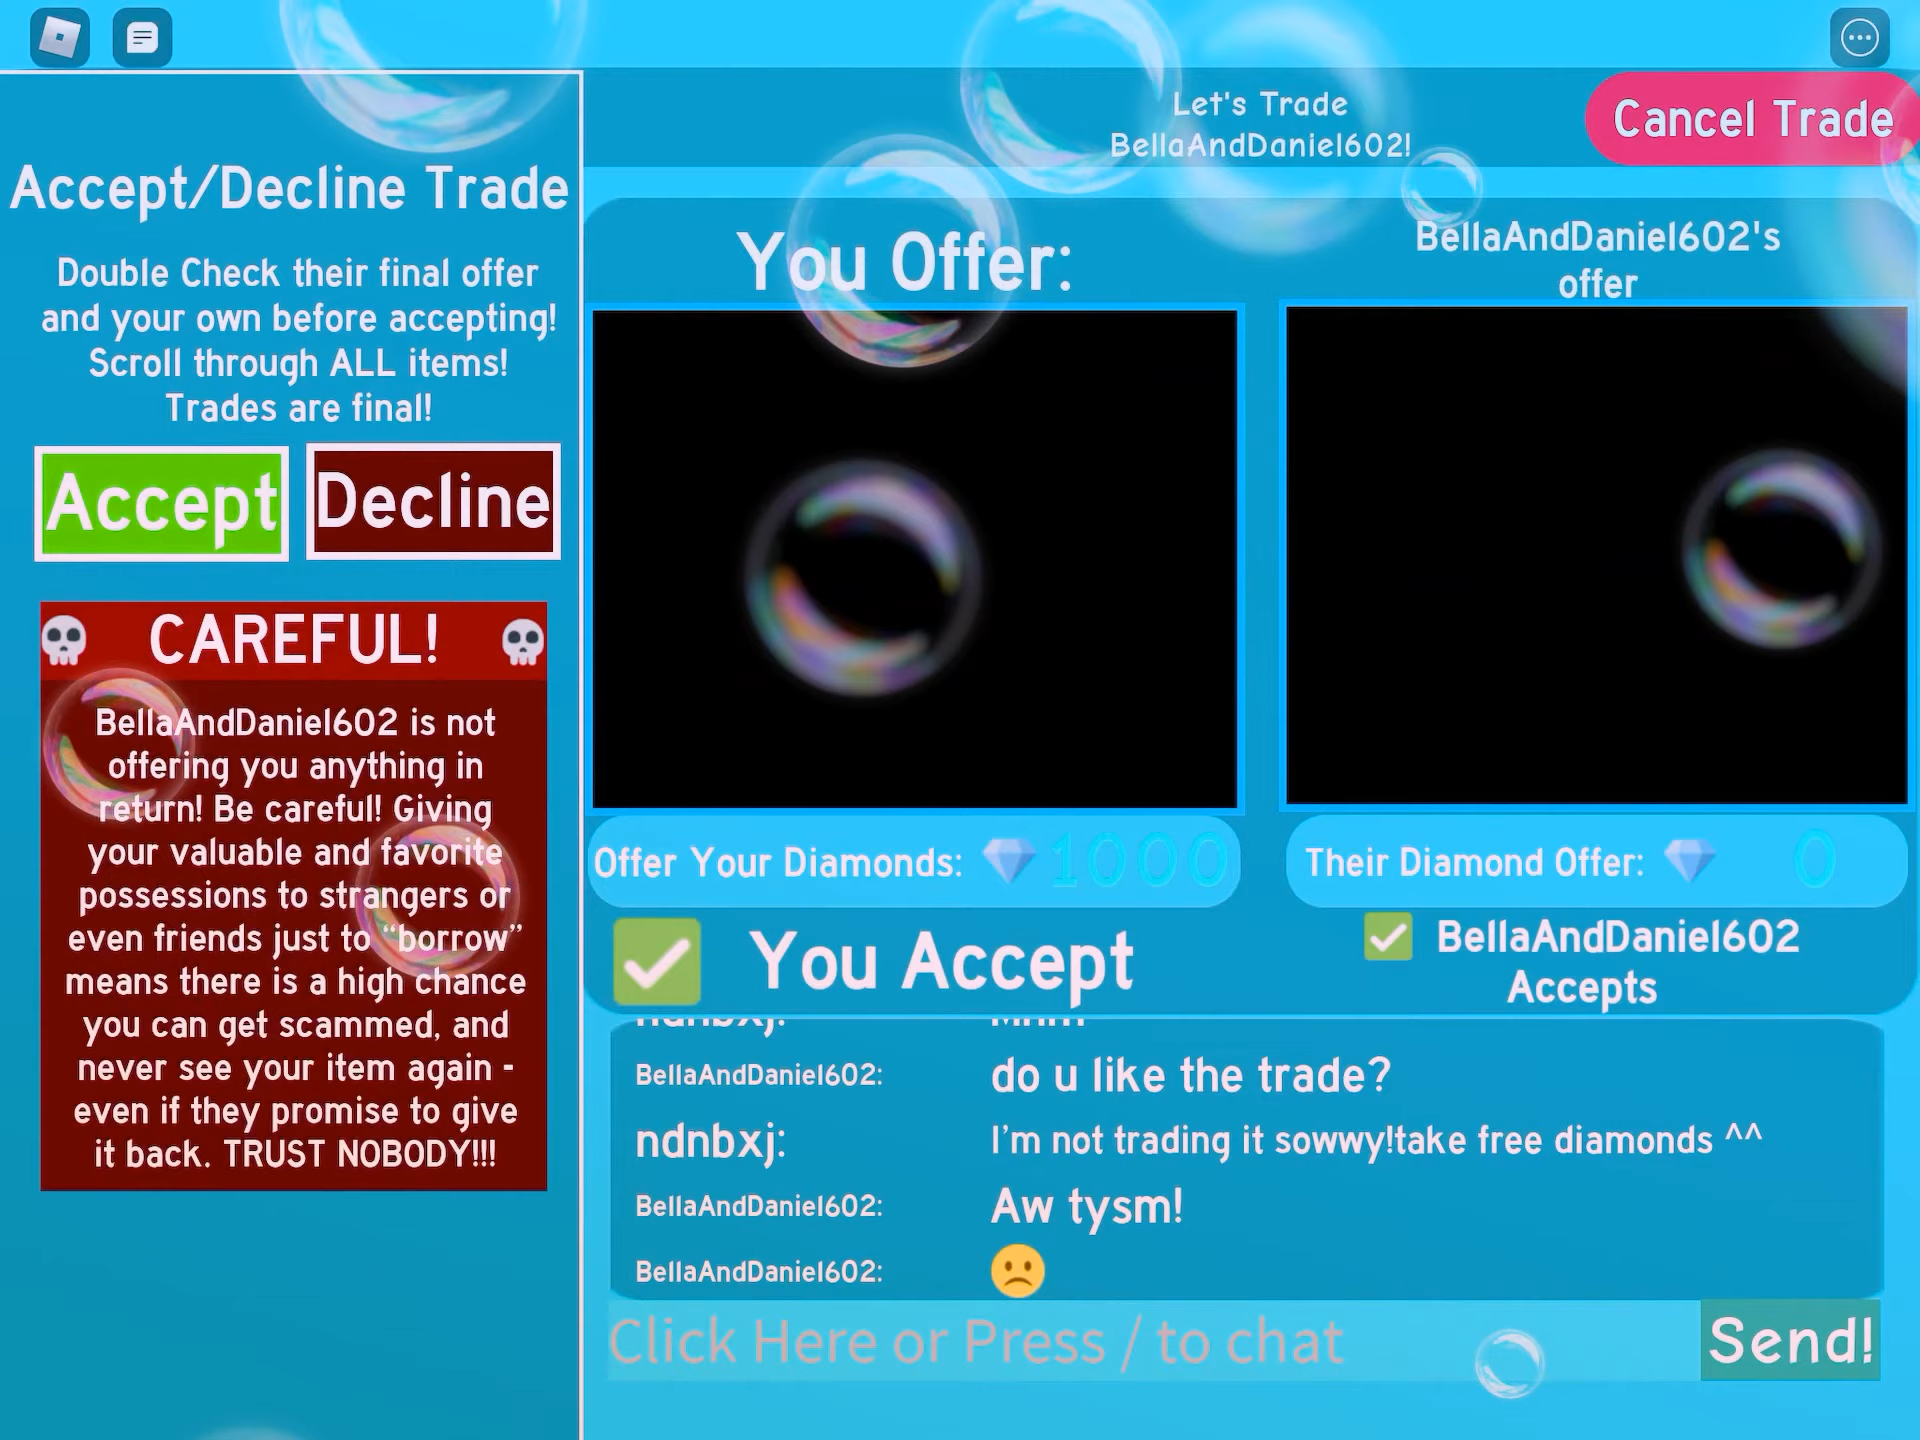 Let's Trade
BellaAndDaniel602!
Cancel Trade
Accept/Decline Trade
Double Check their final offer
and your own before accepting!
Scroll through ALL items!
Trades are final!
Accept
Decline
CAREFUL!
BellaAndDaniel602 is not
offering you anything in
return! Be careful! Giving
your valuable and favorite
possessions to strangers or
even friends just to “borrow”
means there is a high chance
you can get scammed, and
never see your item again -
even if they promise to give
it back. TRUST NOBODY!!!
You Offer:
BellaAndDaniel602's
offer
Offer Your Diamonds: 1000
Their Diamond Offer: 0
You Accept
BellaAndDaniel602
Accepts
ndnbxj:
BellaAndDaniel602: do u like the trade?
ndnbxj: I'm not trading it sowwy!take free diamonds ^^
BellaAndDaniel602: Aw tysm!
BellaAndDaniel602: 🙁
Click Here or Press / to chat
Send!